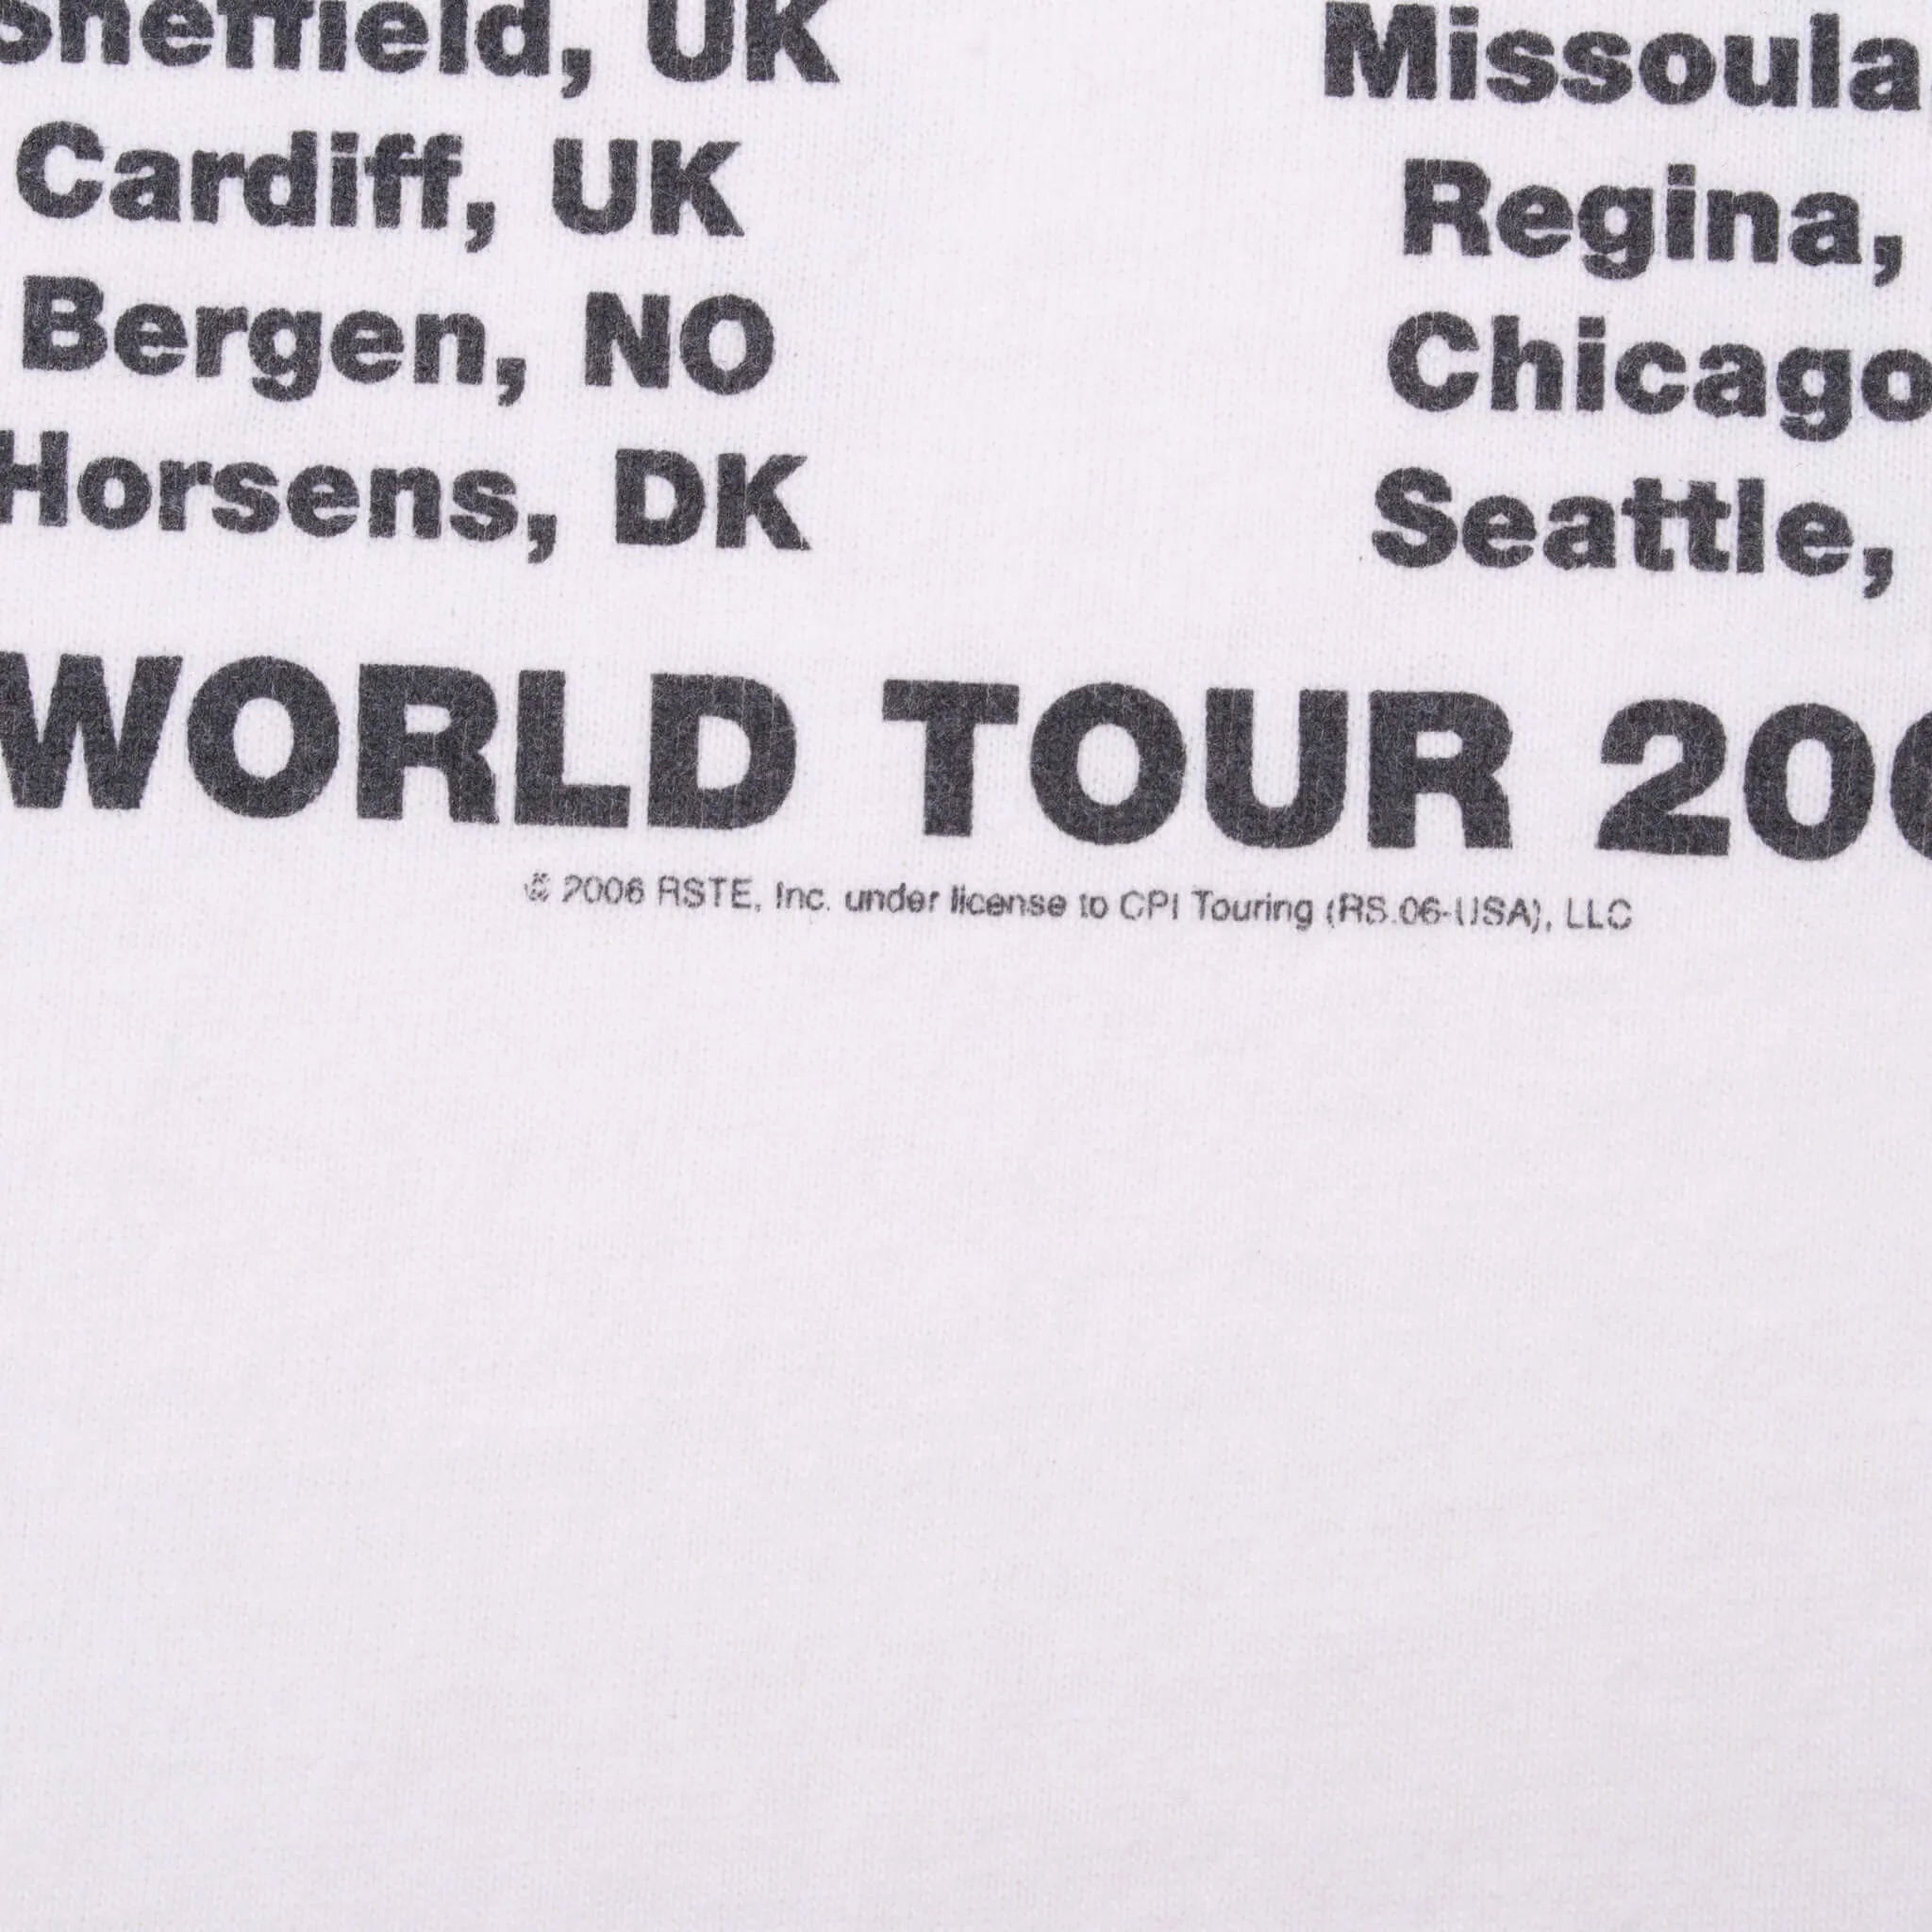 Sheffield, UK
Cardiff, UK
Bergen, NO
Horsens, DK
Missoula
Regina,
Chicago
Seattle,
WORLD TOUR 200
© 2006 RSTE, Inc. under license to CPI Touring (RS.06-USA), LLC